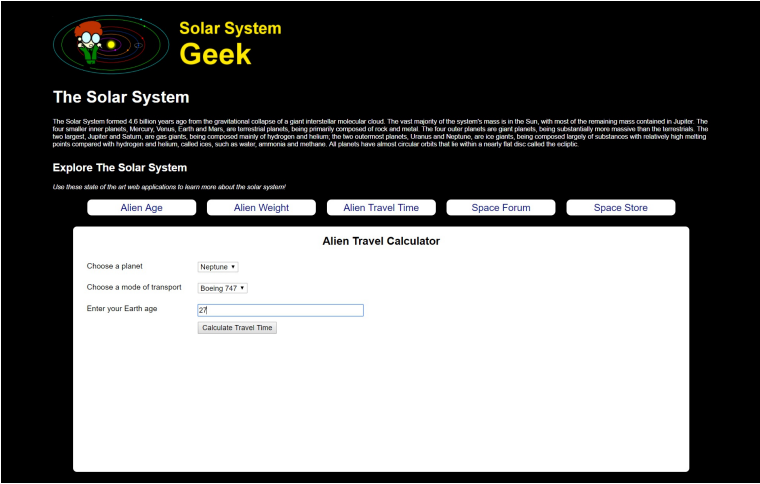 Solar System
Geek
The Solar System
The Solar System formed 4.6 billion years ago from the gravitational collapse of a giant interstellar molecular cloud. The vast majority of the system's mass is in the Sun, with most of the remaining mass contained in Jupiter. The
four smaller inner planets, Mercury, Venus, Earth and Mars, are terrestrial planets, being primarily composed of rock and metal. The four outer planets are giant planets, being substantially more massive than the terrestrials. The
two largest, Jupiter and Saturn, are gas giants, being composed mainly of hydrogen and helium; the two outermost planets, Uranus and Neptune, are ice giants, being composed largely of substances with relatively high melting
points compared with hydrogen and helium, called ices, such as water, ammonia and methane. All planets have almost circular orbits that lie within a nearly flat disc called the ecliptic.
Explore The Solar System
Use these state of the art web applications to learn more about the solar system!
Alien Age Alien Weight Alien Travel Time Space Forum Space Store
Alien Travel Calculator
Choose a planet Neptune
Choose a mode of transport Boeing 747
Enter your Earth age 27
Calculate Travel Time